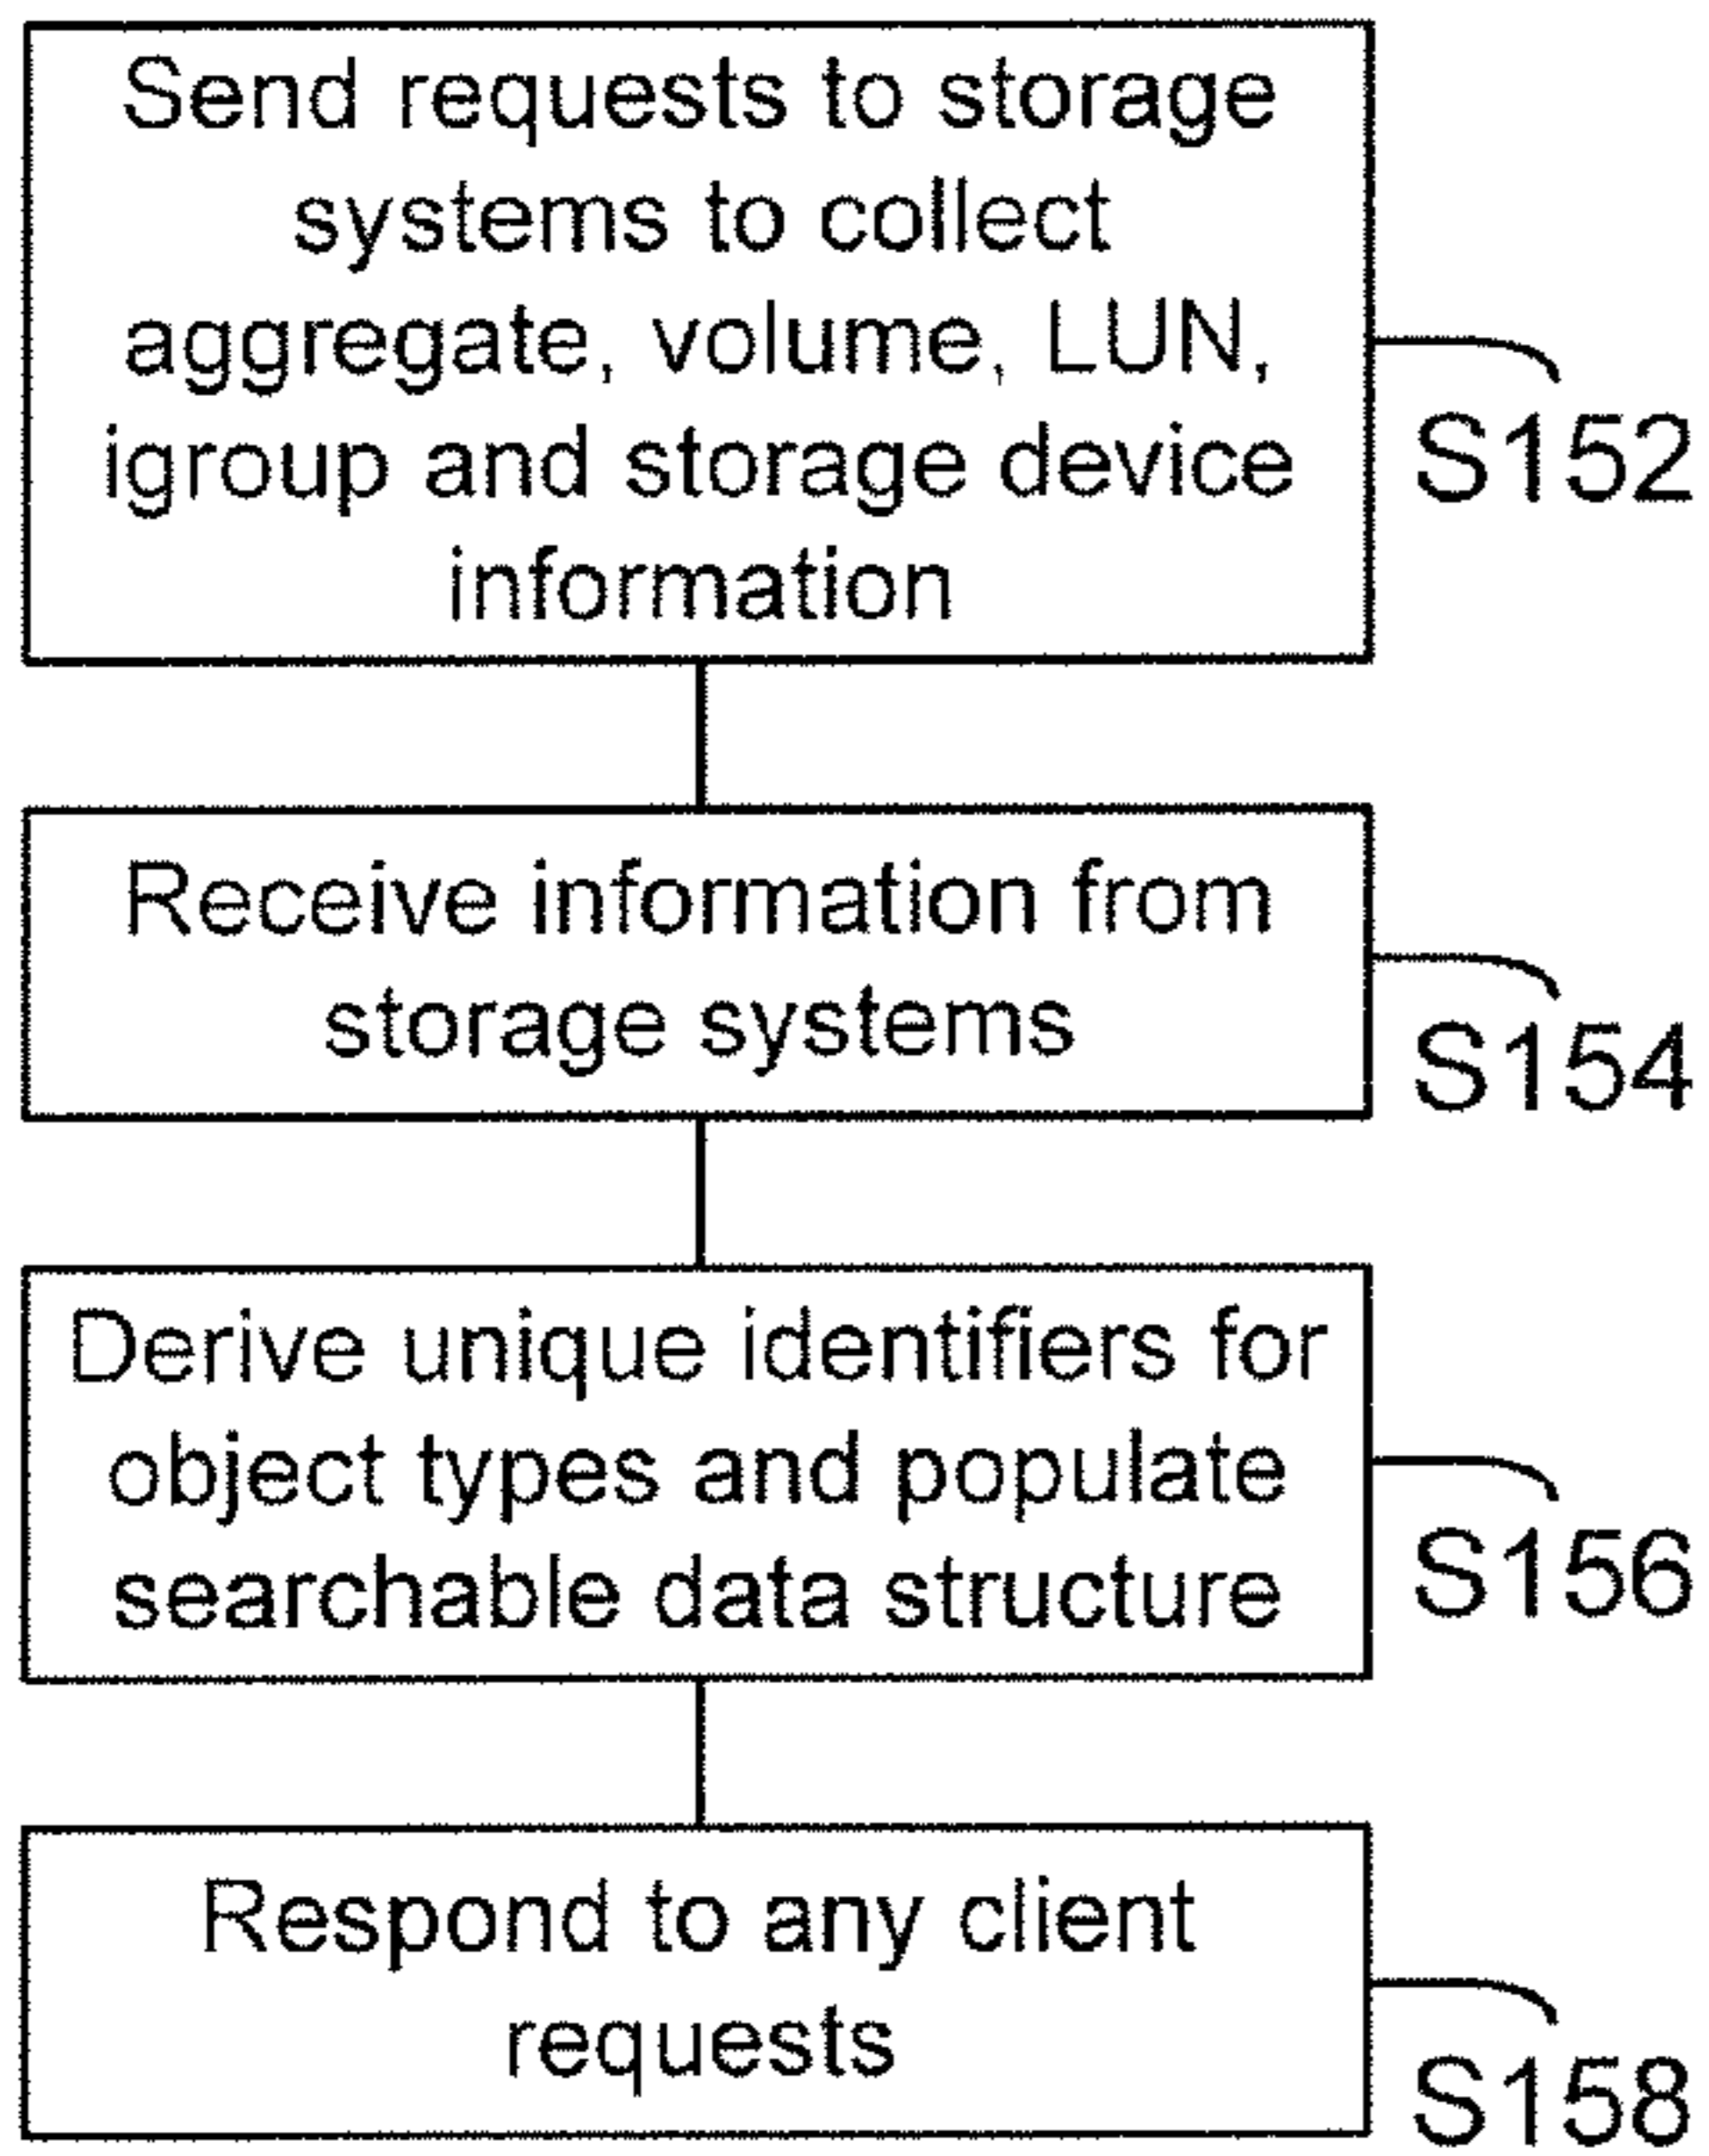 Send requests to storage
systems to collect
aggregate, volume, LUN,
igroup and storage device
information
S152
Receive information from
storage systems
S154
Derive unique identifiers for
object types and populate
searchable data structure
S156
Respond to any client
requests
S158